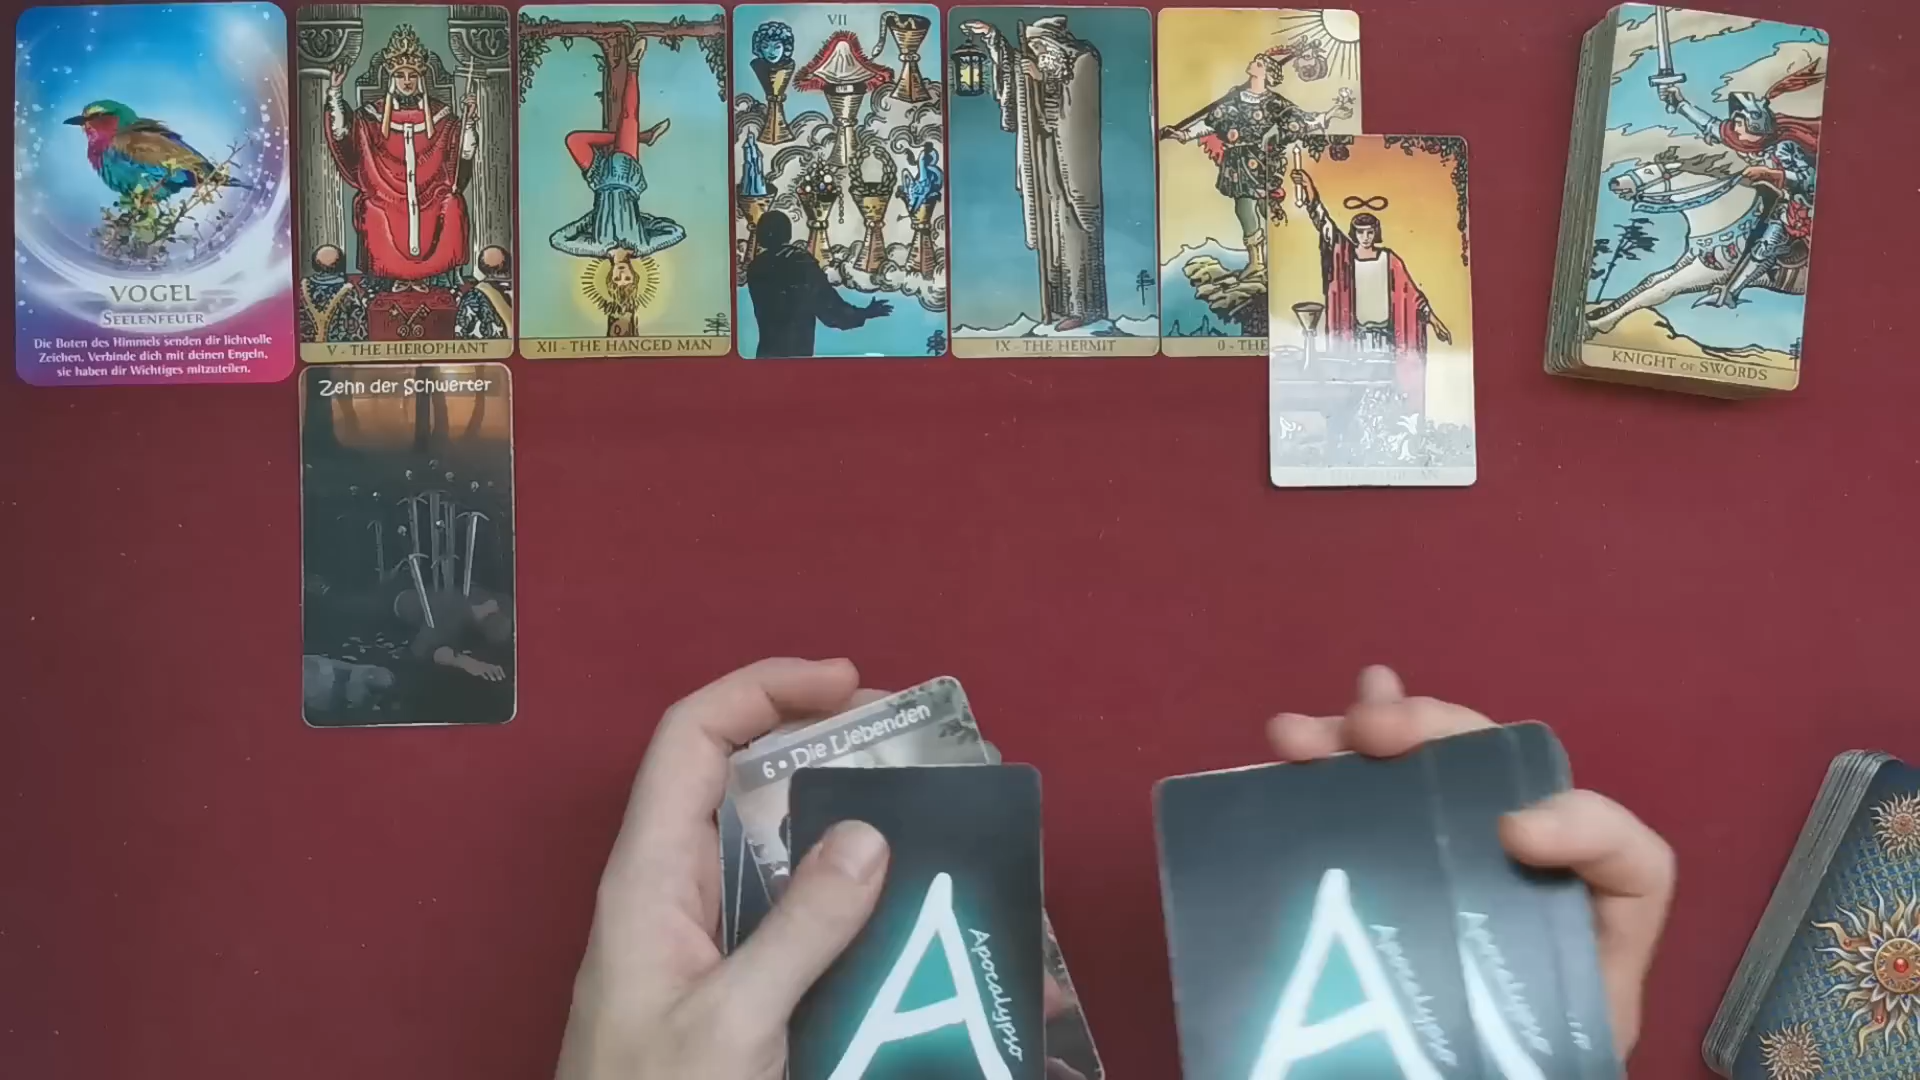 VOGEL
SEELENFEUER
Die Boten des Himmels senden dir lichtvolle
Zeichen. Verbinde dich mit deinen Engeln,
sie haben dir Wichtiges mitzuteilen.
V - THE HIEROPHANT
XII - THE HANGED MAN
VII
IX - THE HERMIT
0 - THE
KNIGHT OF SWORDS
Zehn der Schwerter
6 • Die Liebenden
A
Apocalypso
A
Apocalypso
Apocalypso